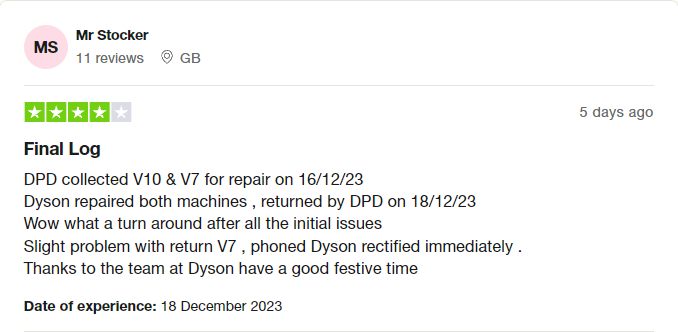 MS
Mr Stocker
11 reviews GB
5 days ago
Final Log
DPD collected V10 & V7 for repair on 16/12/23
Dyson repaired both machines , returned by DPD on 18/12/23
Wow what a turn around after all the initial issues
Slight problem with return V7 , phoned Dyson rectified immediately .
Thanks to the team at Dyson have a good festive time
Date of experience: 18 December 2023